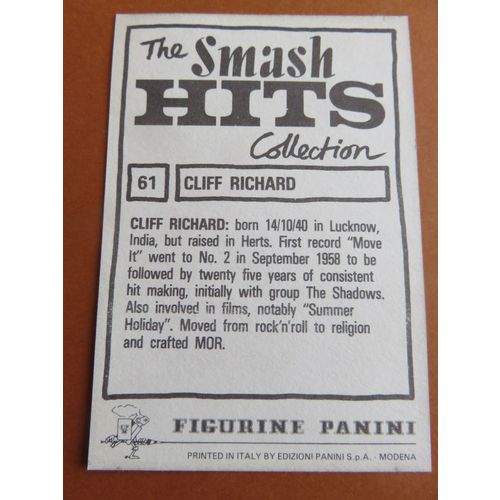 The Smash
HITS
Collection
61 CLIFF RICHARD
CLIFF RICHARD: born 14/10/40 in Lucknow,
India, but raised in Herts. First record "Move
It" went to No. 2 in September 1958 to be
followed by twenty five years of consistent
hit making, initially with group The Shadows.
Also involved in films, notably "Summer
Holiday". Moved from rock'n'roll to religion
and crafted MOR.
FIGURINE PANINI
PRINTED IN ITALY BY EDIZIONI PANINI S.p.A. - MODENA